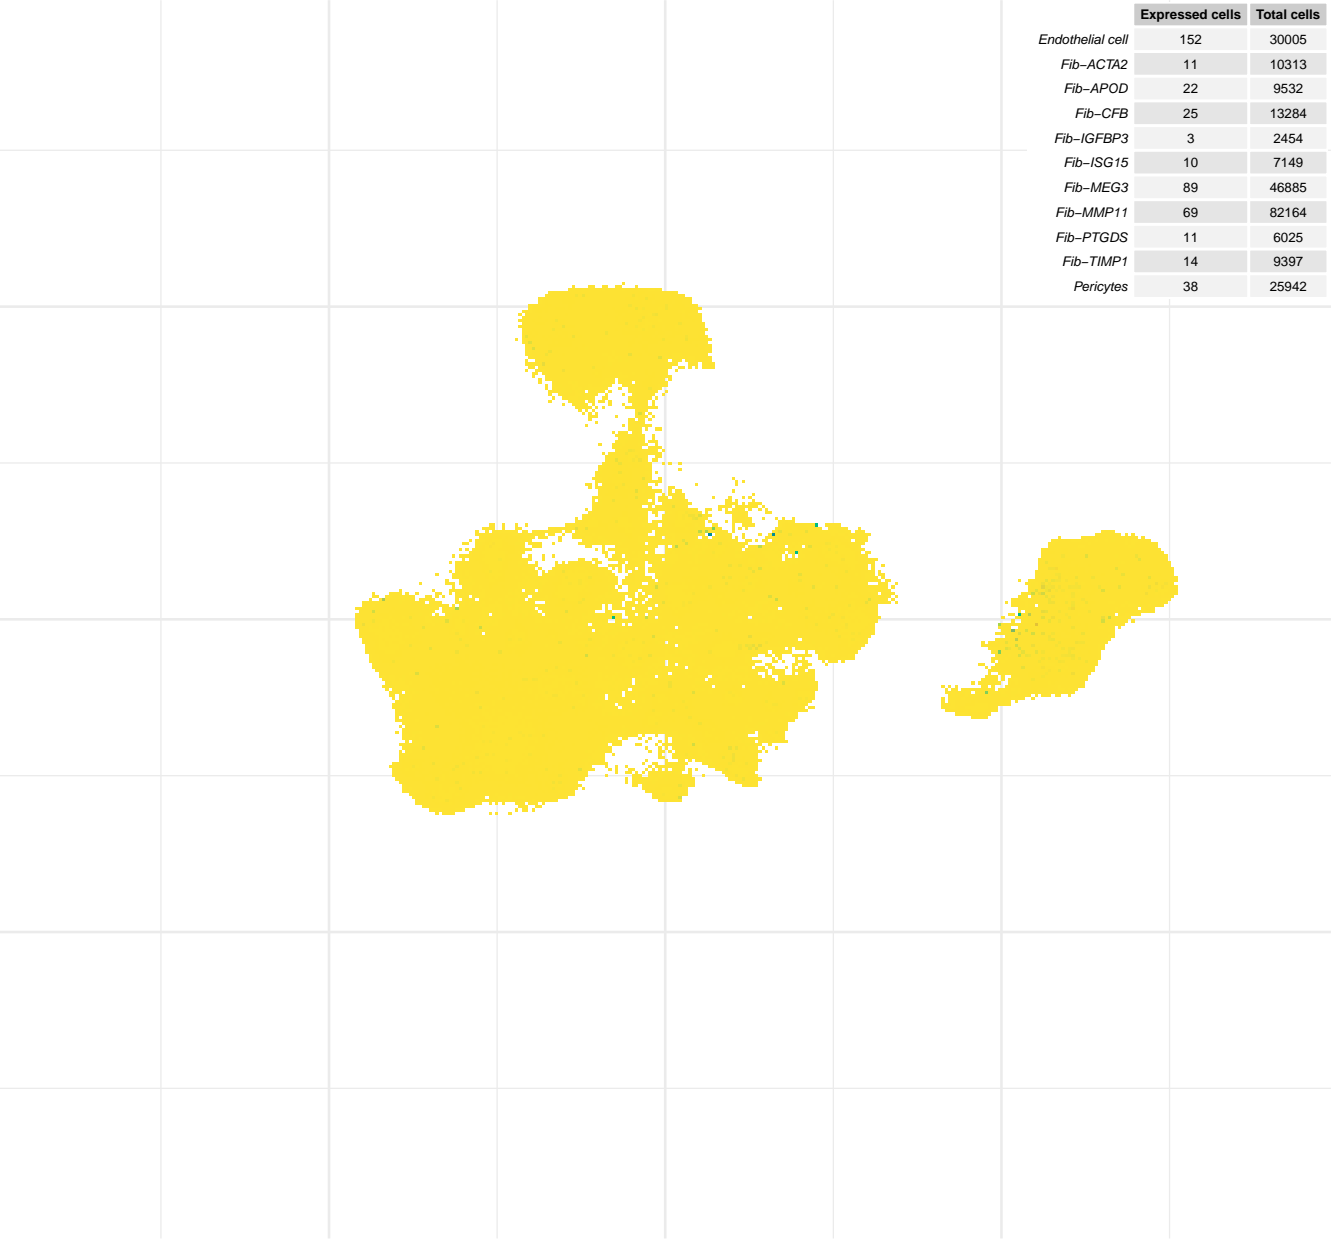 Expressed cells Total cells
Endothelial cell 152 30005
Fib−ACTA2 11 10313
Fib−APOD 22 9532
Fib−CFB 25 13284
Fib−IGFBP3 3 2454
Fib−ISG15 10 7149
Fib−MEG3 89 46885
Fib−MMP11 69 82164
Fib−PTGDS 11 6025
Fib−TIMP1 14 9397
Pericytes 38 25942